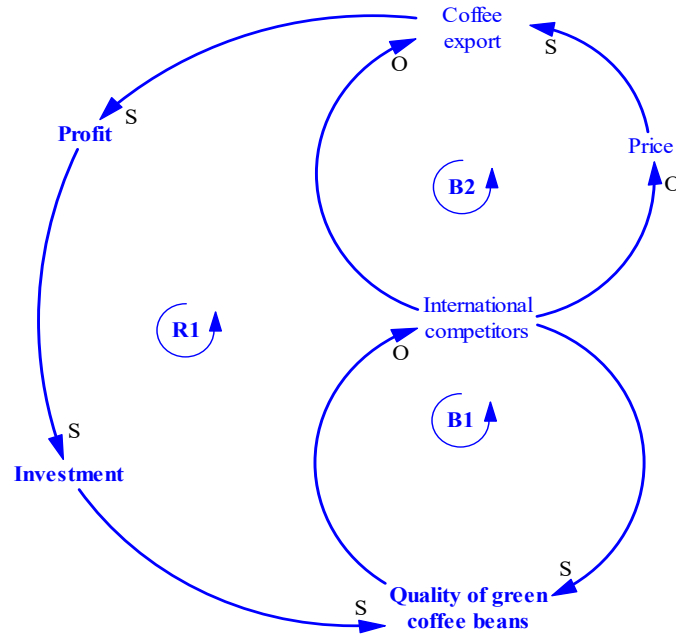 Coffee
export
O
S
S
Profit
Price
B2
O
International
competitors
R1
O
B1
S
Investment
S
S
Quality of green
coffee beans